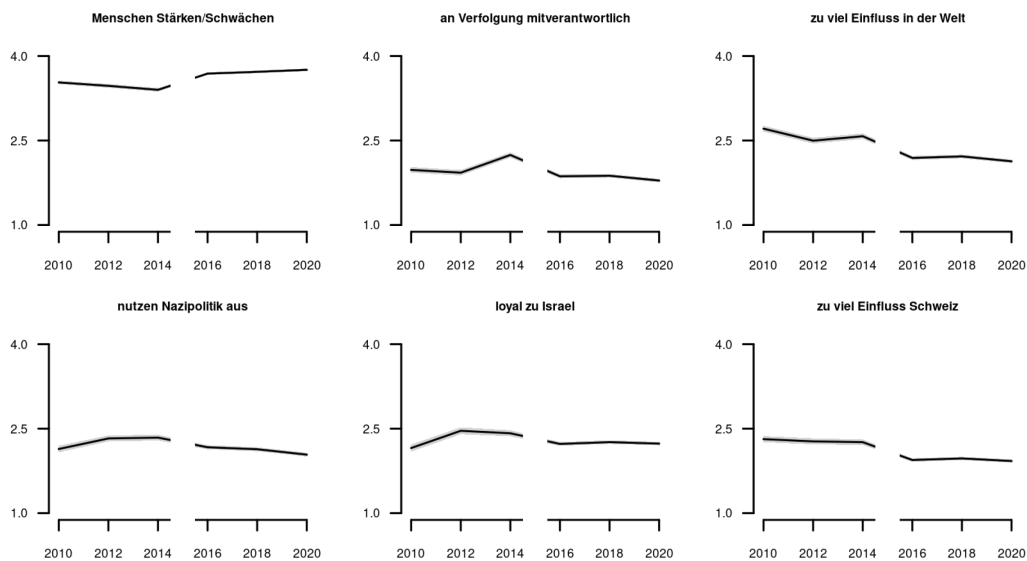 Menschen Stärken/Schwächen
an Verfolgung mitverantwortlich
zu viel Einfluss in der Welt
4.0
2.5
1.0
2010 2012 2014 2016 2018 2020
4.0
2.5
1.0
2010 2012 2014 2016 2018 2020
4.0
2.5
1.0
2010 2012 2014 2016 2018 2020
nutzen Nazipolitik aus
loyal zu Israel
zu viel Einfluss Schweiz
4.0
2.5
1.0
2010 2012 2014 2016 2018 2020
4.0
2.5
1.0
2010 2012 2014 2016 2018 2020
4.0
2.5
1.0
2010 2012 2014 2016 2018 2020